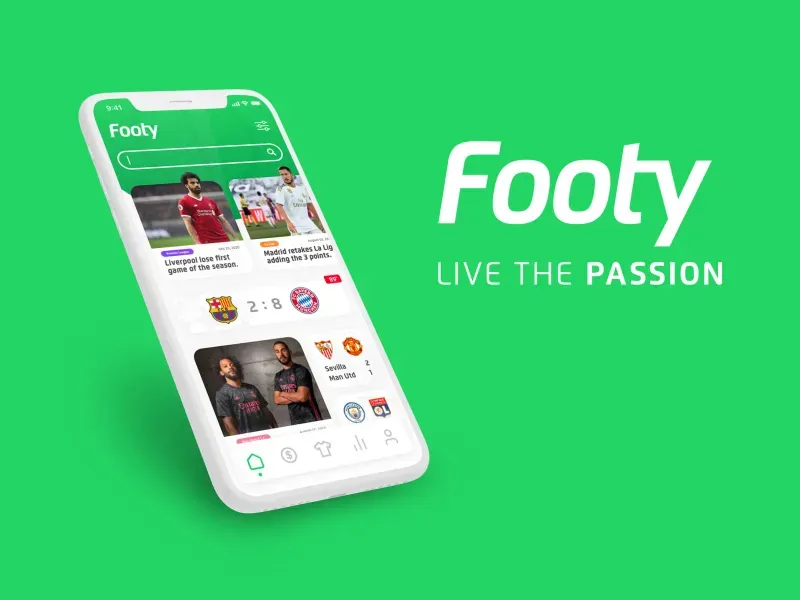 9:41
Footy
Liverpool lose first
game of the season.
Madrid retakes La Lig
adding the 3 points.
89'
2 : 8
Sevilla 2
Man Utd 1
Footy
LIVE THE PASSION